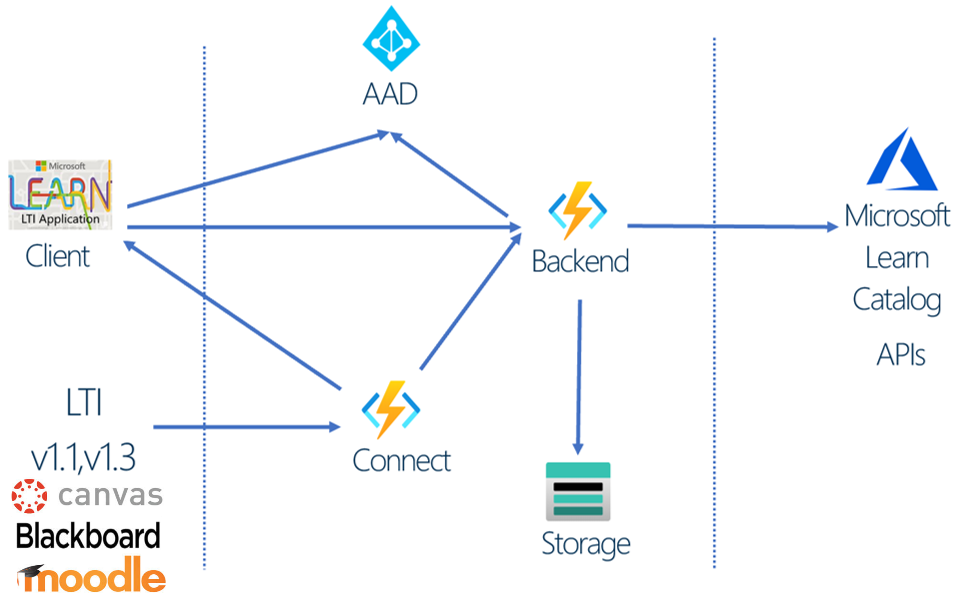 AAD
Microsoft
LEARN
LTI Application
Client
Backend
Microsoft
Learn
Catalog
APIs
LTI
v1.1,v1.3
canvas
Blackboard
moodle
Connect
Storage